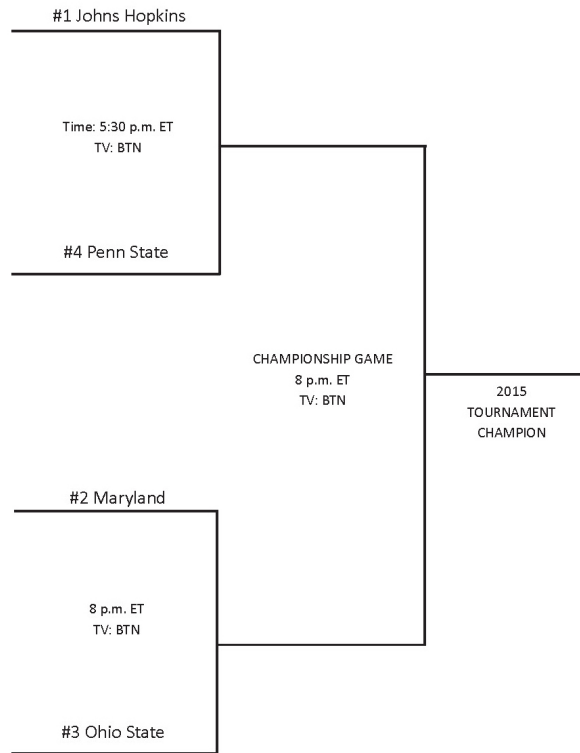 #1 Johns Hopkins
Time: 5:30 p.m. ET
TV: BTN
#4 Penn State
CHAMPIONSHIP GAME
8 p.m. ET
TV: BTN
2015
TOURNAMENT
CHAMPION
#2 Maryland
8 p.m. ET
TV: BTN
#3 Ohio State